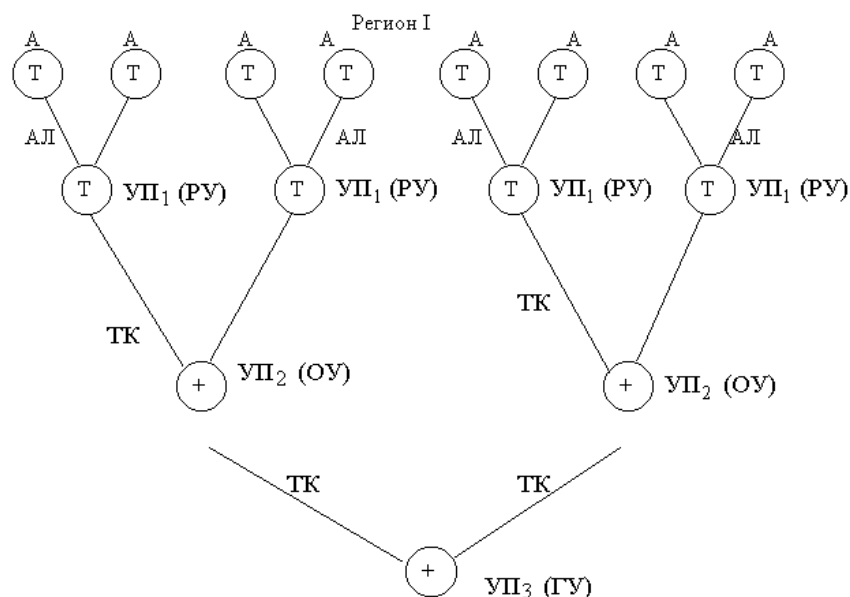 Регион I
А А А А А А А А
Т Т Т Т Т Т Т Т
АЛ АЛ АЛ АЛ
Т УП₁ (РУ) Т УП₁ (РУ) Т УП₁ (РУ) Т УП₁ (РУ)
ТК ТК
+ УП₂ (ОУ) + УП₂ (ОУ)
ТК ТК
+ УП₃ (ГУ)